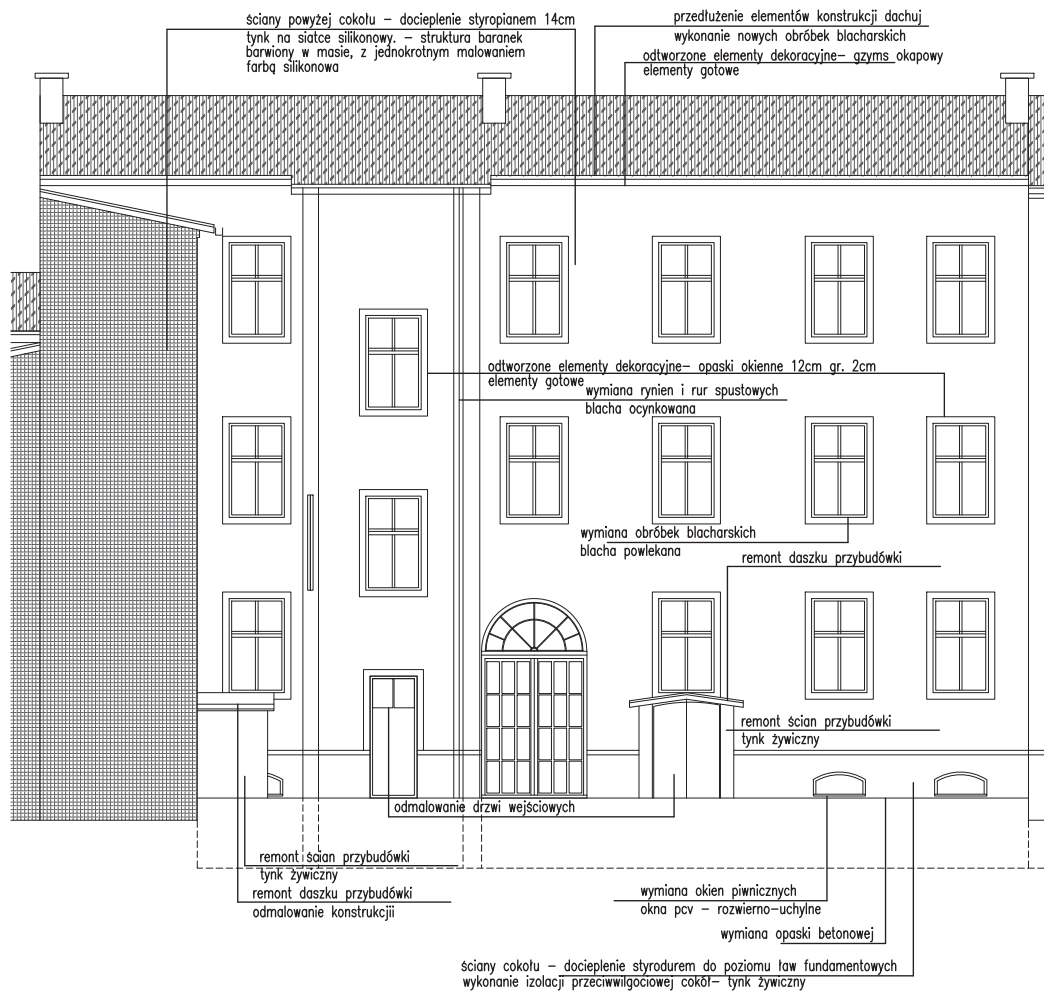 ściany powyżej cokołu – docieplenie styropianem 14cm
tynk na siatce silikonowy. – struktura baranek
barwiony w masie, z jednokrotnym malowaniem
farbą silikonowa
przedłużenie elementów konstrukcji dachuj
wykonanie nowych obróbek blacharskich
odtworzone elementy dekoracyjne– gzyms okapowy
elementy gotowe
odtworzone elementy dekoracyjne– opaski okienne 12cm gr. 2cm
elementy gotowe
wymiana rynien i rur spustowych
blacha ocynkowana
wymiana obróbek blacharskich
blacha powlekana
remont daszku przybudówki
remont ścian przybudówki
tynk żywiczny
odmalowanie drzwi wejściowych
remont ścian przybudówki
tynk żywiczny
remont daszku przybudówki
odmalowanie konstrukcjii
wymiana okien piwnicznych
okna pcv – rozwierno–uchylne
wymiana opaski betonowej
ściany cokołu – docieplenie styrodurem do poziomu ław fundamentowych
wykonanie izolacji przeciwwilgociowej cokół– tynk żywiczny